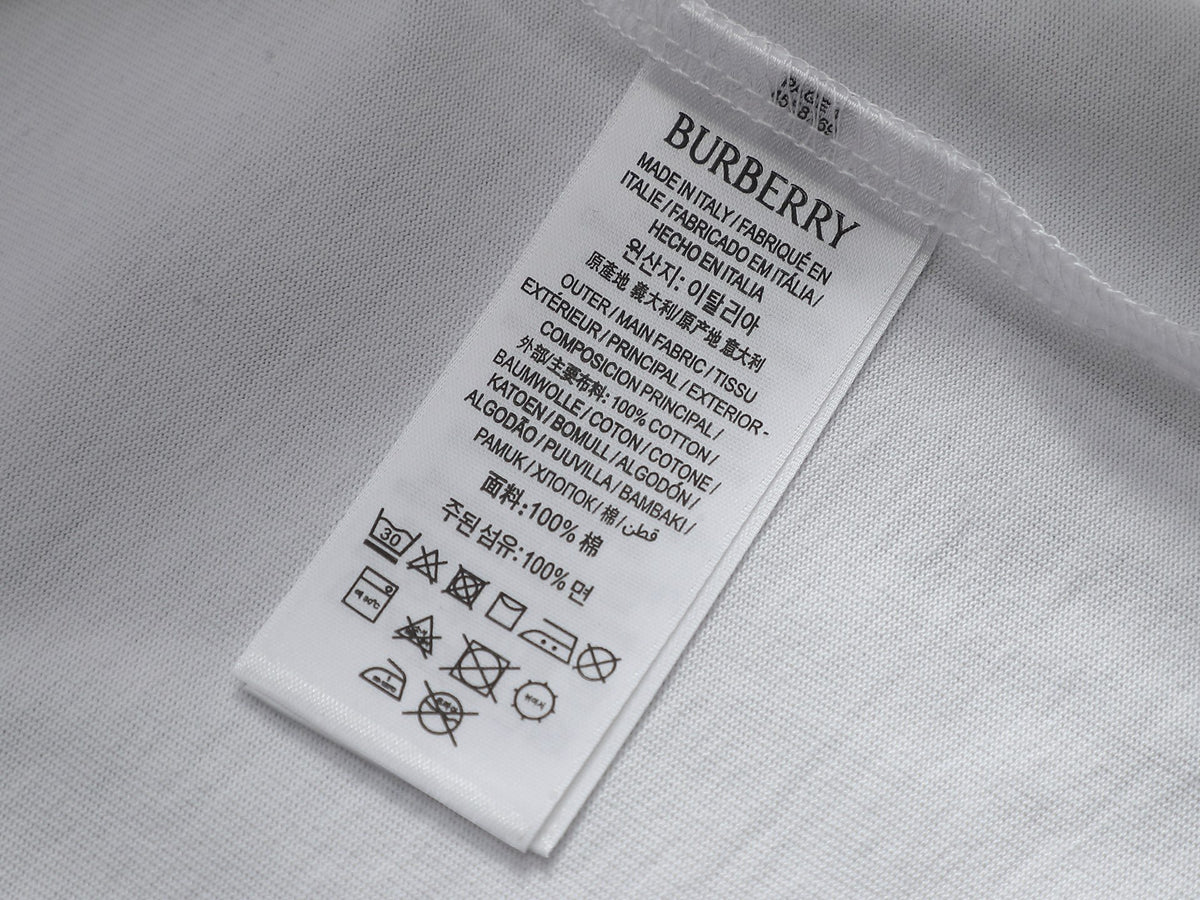 BURBERRY
MADE IN ITALY / FABRIQUÉ EN
ITALIE / FABRICADO EM ITÁLIA /
HECHO EN ITALIA
원산지: 이탈리아
原產地 義大利/原产地 意大利
OUTER / MAIN FABRIC / TISSU
EXTÉRIEUR / PRINCIPAL / EXTERIOR -
COMPOSICION PRINCIPAL /
外部/主要布料: 100% COTTON /
BAUMWOLLE / COTON / COTONE /
KATOEN / BOMULL / ALGODÓN /
ALGODÃO / PUUVILLA / BAMBAKI /
PAMUK / ХЛОПОК / 棉 / قطن
面料: 100% 棉
주된 섬유: 100% 면
30